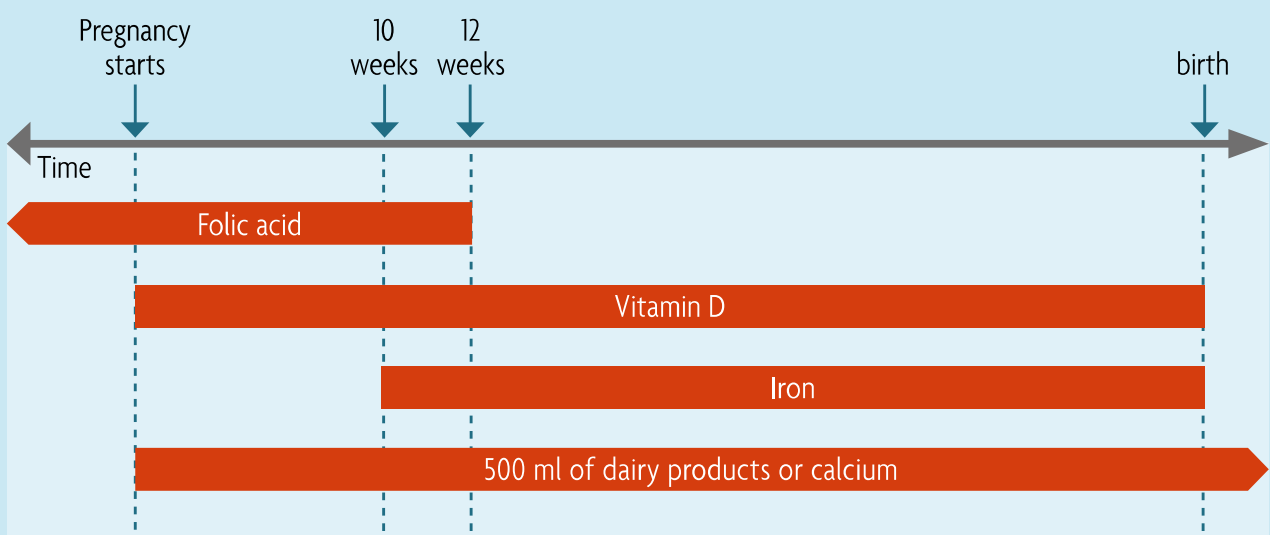 Pregnancy
starts
10
weeks
12
weeks
birth
Time
Folic acid
Vitamin D
Iron
500 ml of dairy products or calcium